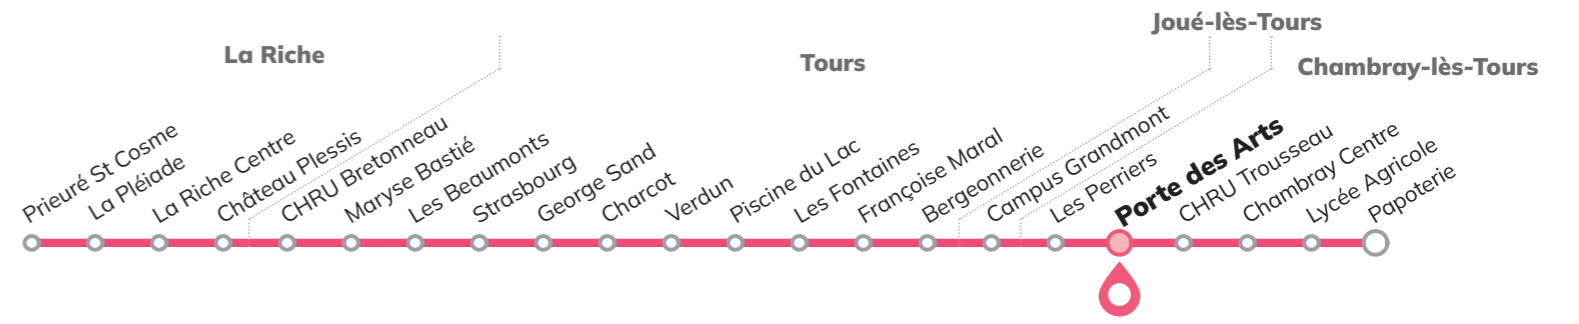 La Riche
Tours
Joué-lès-Tours
Chambray-lès-Tours
Prieuré St Cosme
La Pléiade
La Riche Centre
Château Plessis
CHRU Bretonneau
Maryse Bastié
Les Beaumonts
Strasbourg
George Sand
Charcot
Verdun
Piscine du Lac
Les Fontaines
Françoise Maral
Bergeonnerie
Campus Grandmont
Les Perriers
Porte des Arts
CHRU Trousseau
Chambray Centre
Lycée Agricole
Papoterie